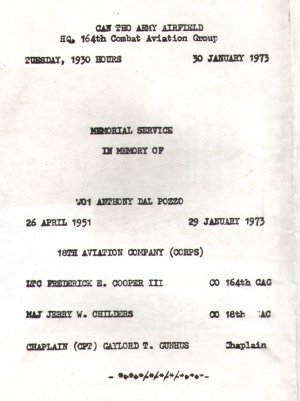 CAN THO ARMY AIRFIELD
HQ, 164th Combat Aviation Group
TUESDAY, 1930 HOURS 30 JANUARY 1973
MEMORIAL SERVICE
IN MEMORY OF
WO1 ANTHONY DAL POZZO
26 APRIL 1951 29 JANUARY 1973
18TH AVIATION COMPANY (CORPS)
LTC FREDERICK E. COOPER III CO 164th CAG
MAJ JERRY W. CHILDERS CO 18th AC
CHAPLAIN (CPT) GAYLORD T. GUNHUS Chaplain